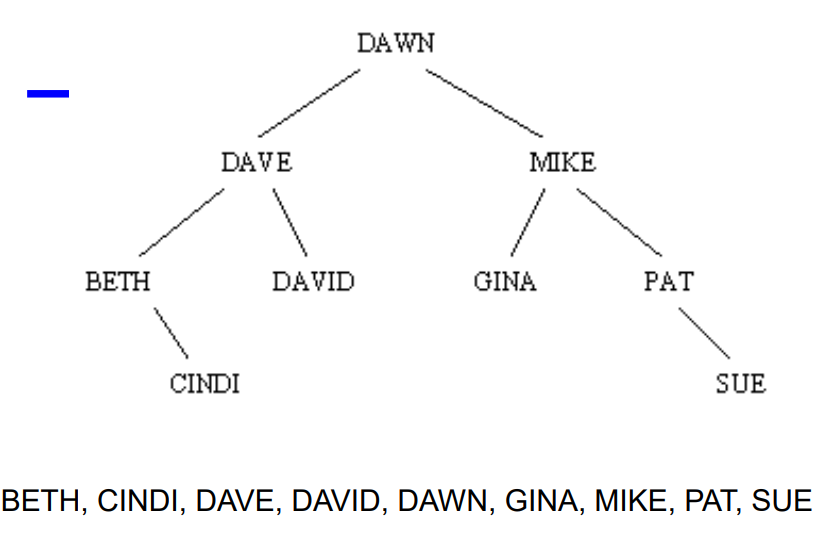 DAWN
DAVE MIKE
BETH DAVID GINA PAT
CINDI SUE
BETH, CINDI, DAVE, DAVID, DAWN, GINA, MIKE, PAT, SUE